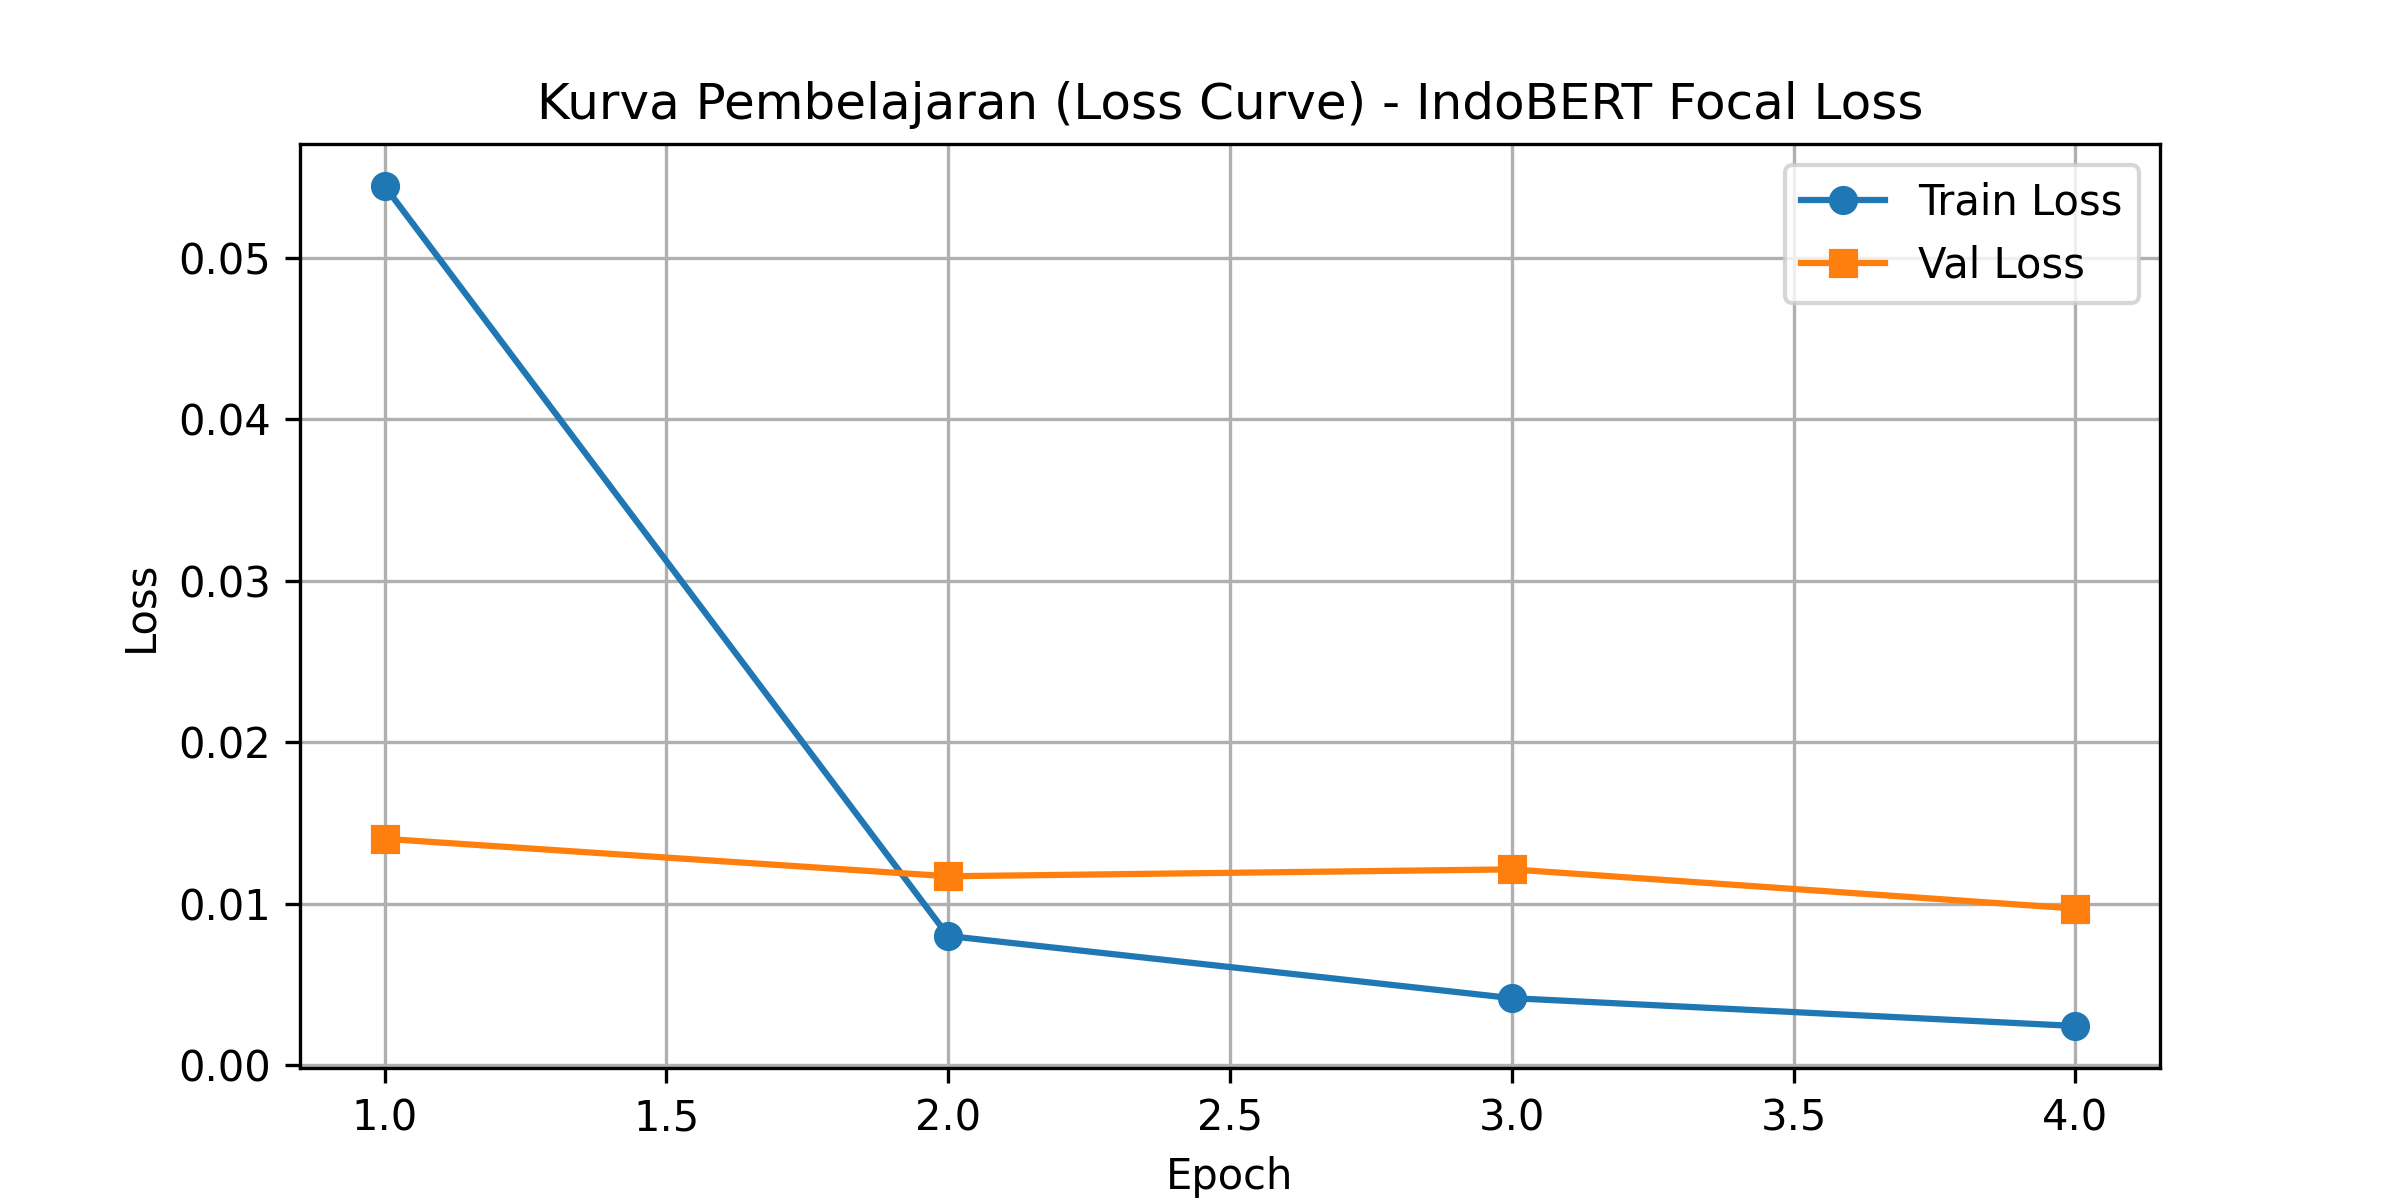 Kurva Pembelajaran (Loss Curve) - IndoBERT Focal Loss
Train Loss
Val Loss
0.05
0.04
0.03
0.02
0.01
0.00
Loss
1.0 1.5 2.0 2.5 3.0 3.5 4.0
Epoch